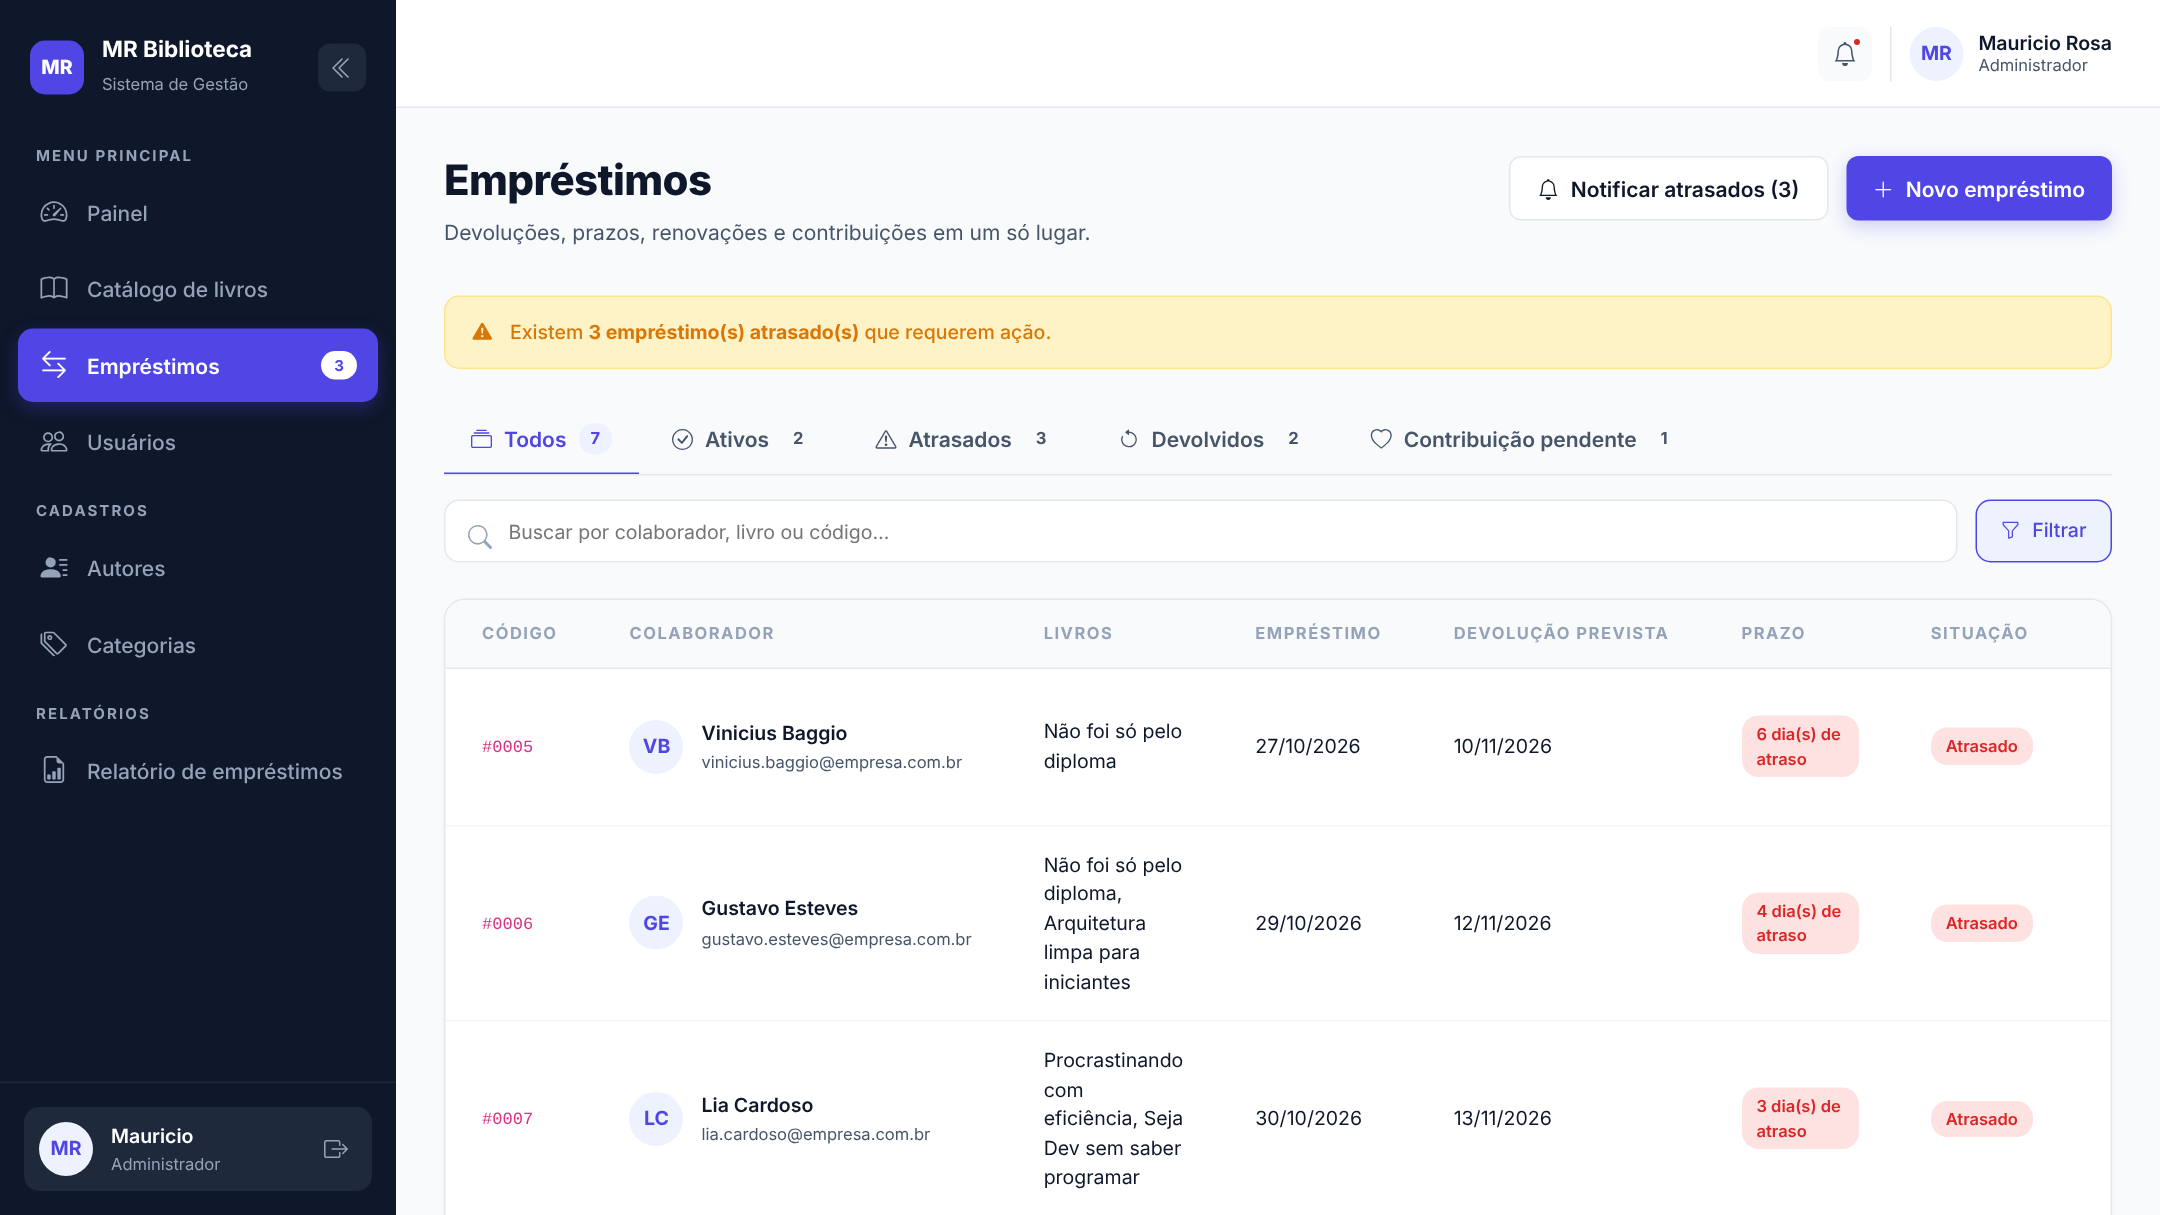 MR
MR Biblioteca
Sistema de Gestão
MENU PRINCIPAL
Painel
Catálogo de livros
Empréstimos
3
Usuários
CADASTROS
Autores
Categorias
RELATÓRIOS
Relatório de empréstimos
MR
Mauricio
Administrador
MR
Mauricio Rosa
Administrador
Empréstimos
Devoluções, prazos, renovações e contribuições em um só lugar.
Notificar atrasados (3)
Novo empréstimo
Existem 3 empréstimo(s) atrasado(s) que requerem ação.
Todos 7
Ativos 2
Atrasados 3
Devolvidos 2
Contribuição pendente 1
Buscar por colaborador, livro ou código...
Filtrar
CÓDIGO COLABORADOR LIVROS EMPRÉSTIMO DEVOLUÇÃO PREVISTA PRAZO SITUAÇÃO
#0005
VB
Vinicius Baggio
vinicius.baggio@empresa.com.br
Não foi só pelo
diploma
27/10/2026
10/11/2026
6 dia(s) de
atraso
Atrasado
#0006
GE
Gustavo Esteves
gustavo.esteves@empresa.com.br
Não foi só pelo
diploma,
Arquitetura
limpa para
iniciantes
29/10/2026
12/11/2026
4 dia(s) de
atraso
Atrasado
#0007
LC
Lia Cardoso
lia.cardoso@empresa.com.br
Procrastinando
com
eficiência, Seja
Dev sem saber
programar
30/10/2026
13/11/2026
3 dia(s) de
atraso
Atrasado